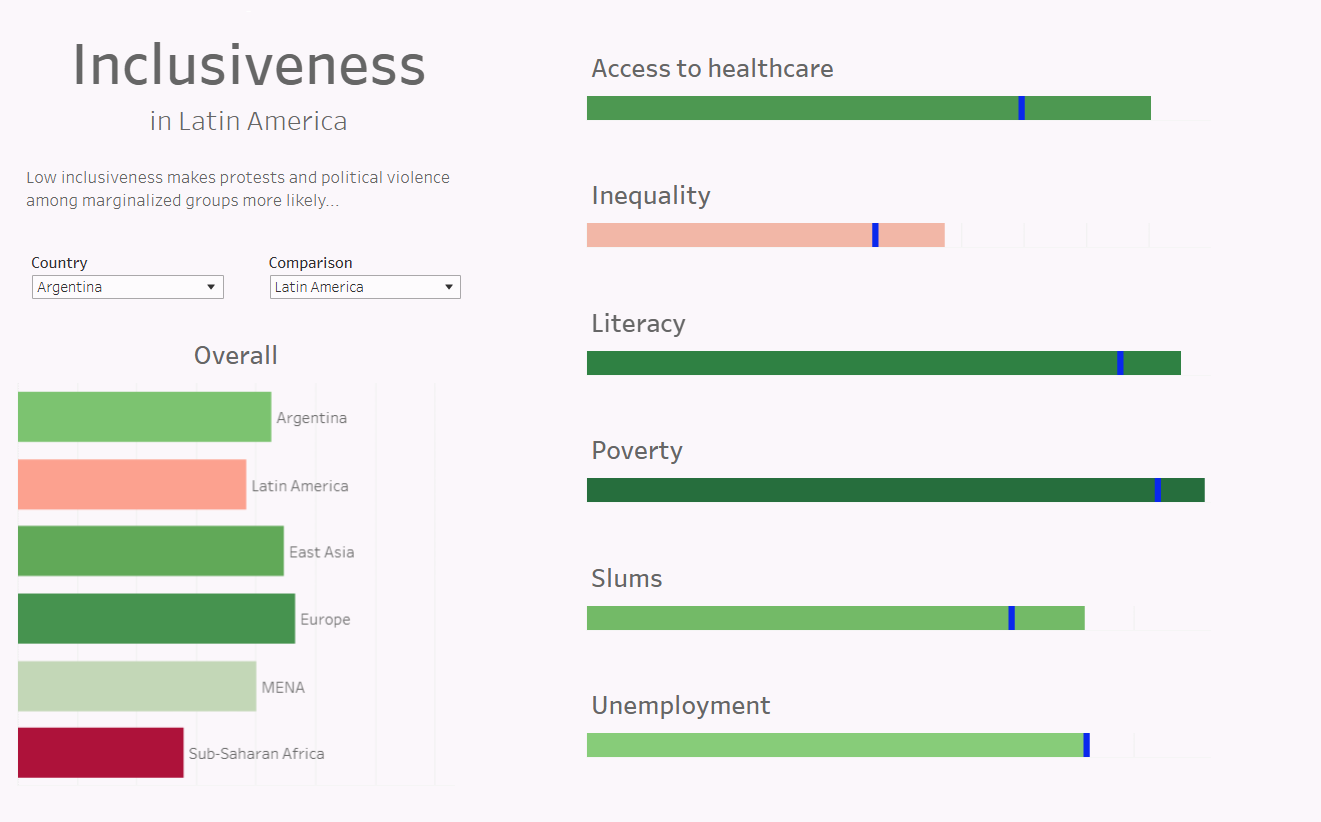 Inclusiveness
in Latin America
Low inclusiveness makes protests and political violence
among marginalized groups more likely...
Country
Comparison
Argentina
Latin America
Overall
Argentina
Latin America
East Asia
Europe
MENA
Sub-Saharan Africa
Access to healthcare
Inequality
Literacy
Poverty
Slums
Unemployment